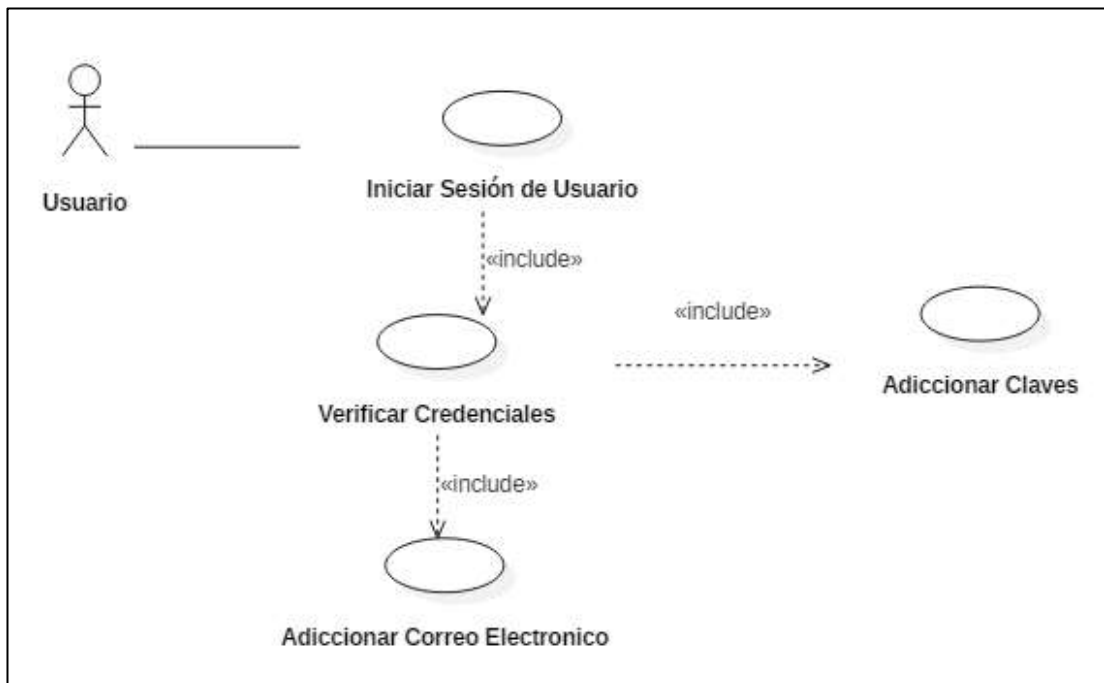 Usuario
Iniciar Sesión de Usuario
«include»
Verificar Credenciales
«include»
Adiccionar Claves
«include»
Adiccionar Correo Electronico